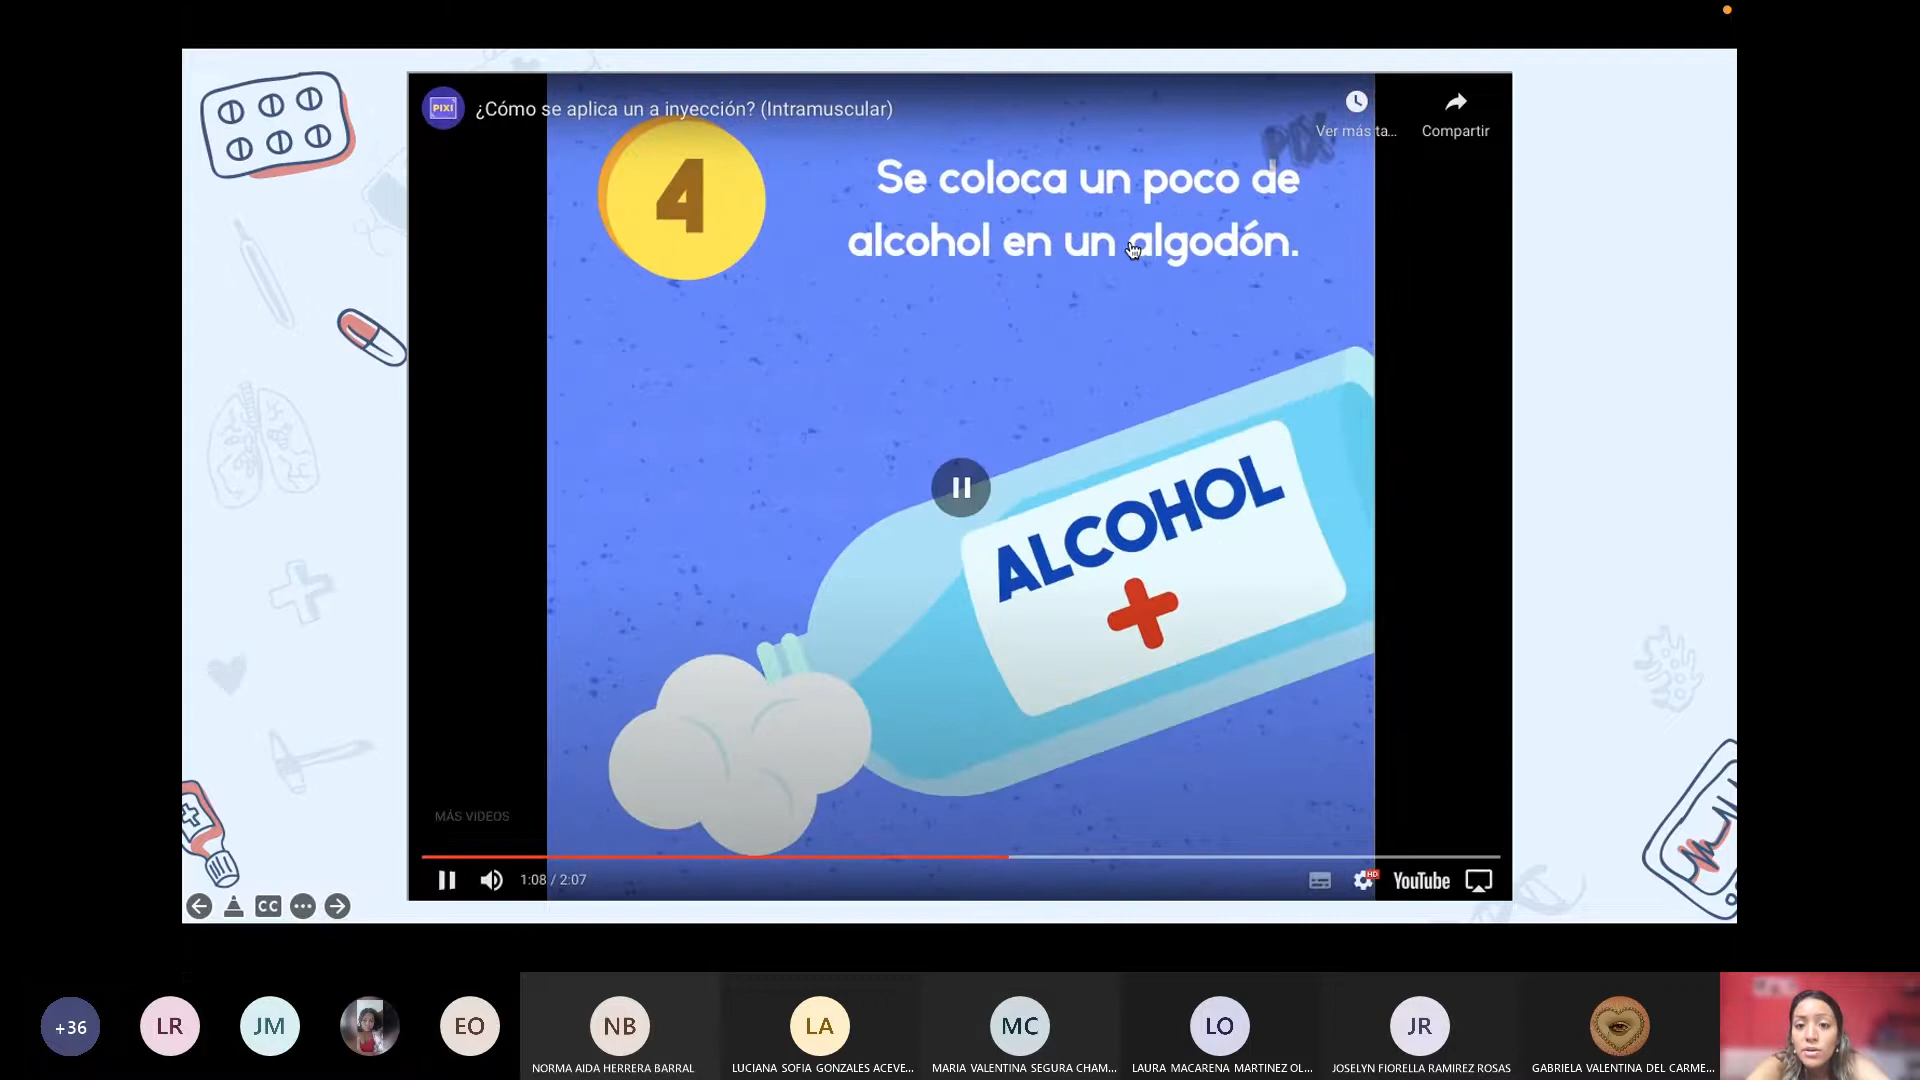 PIXI
¿Cómo se aplica un a inyección? (Intramuscular)
Ver más ta...
Compartir
4
Se coloca un poco de
alcohol en un algodón.
ALCOHOL
MÁS VIDEOS
1:08 / 2:07
HD
YouTube
CC
+36
LR
JM
EO
NB
LA
MC
LO
JR
NORMA AIDA HERRERA BARRAL
LUCIANA SOFIA GONZALES ACEVE...
MARIA VALENTINA SEGURA CHAM...
LAURA MACARENA MARTINEZ OL...
JOSELYN FIORELLA RAMIREZ ROSAS
GABRIELA VALENTINA DEL CARME...